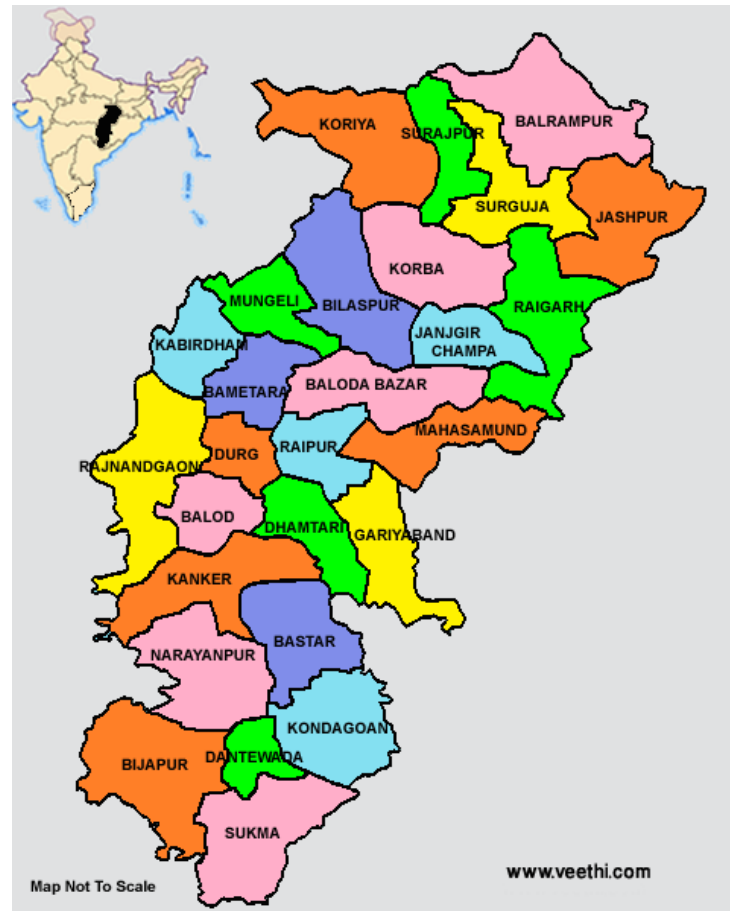 KORIYA
SURAJPUR
BALRAMPUR
SURGUJA
JASHPUR
KORBA
MUNGELI
BILASPUR
RAIGARH
JANJGIR
CHAMPA
KABIRDHAM
BAMETARA
BALODA BAZAR
MAHASAMUND
RAJNANDGAON
DURG
RAIPUR
BALOD
DHAMTARI
GARIYABAND
KANKER
BASTAR
NARAYANPUR
KONDAGOAN
BIJAPUR
DANTEWADA
SUKMA
www.veethi.com
Map Not To Scale